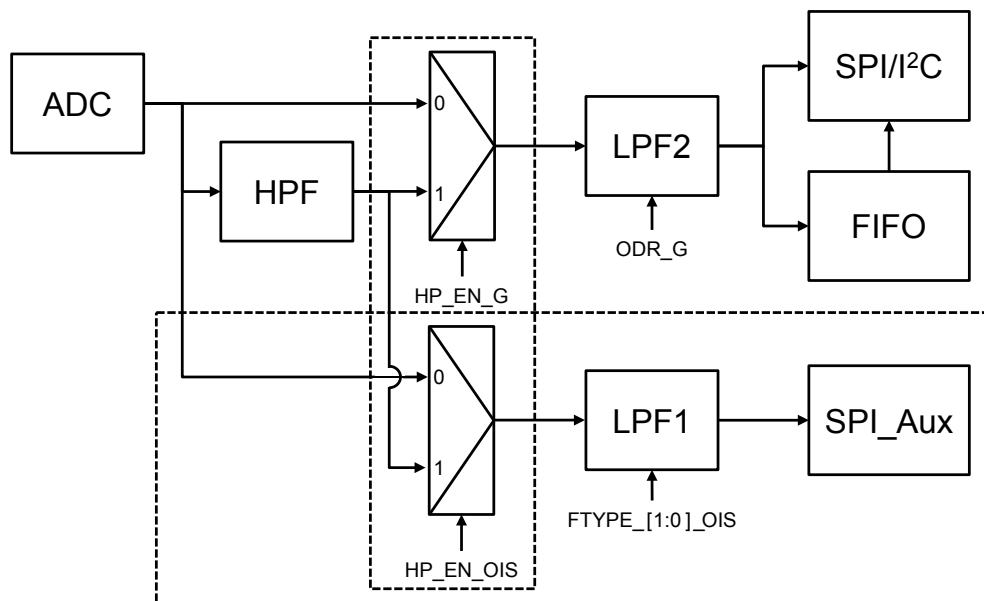 ADC
HPF
0
1
HP_EN_G
LPF2
ODR_G
SPI/I²C
FIFO
0
1
HP_EN_OIS
LPF1
FTYPE_[1:0]_OIS
SPI_Aux